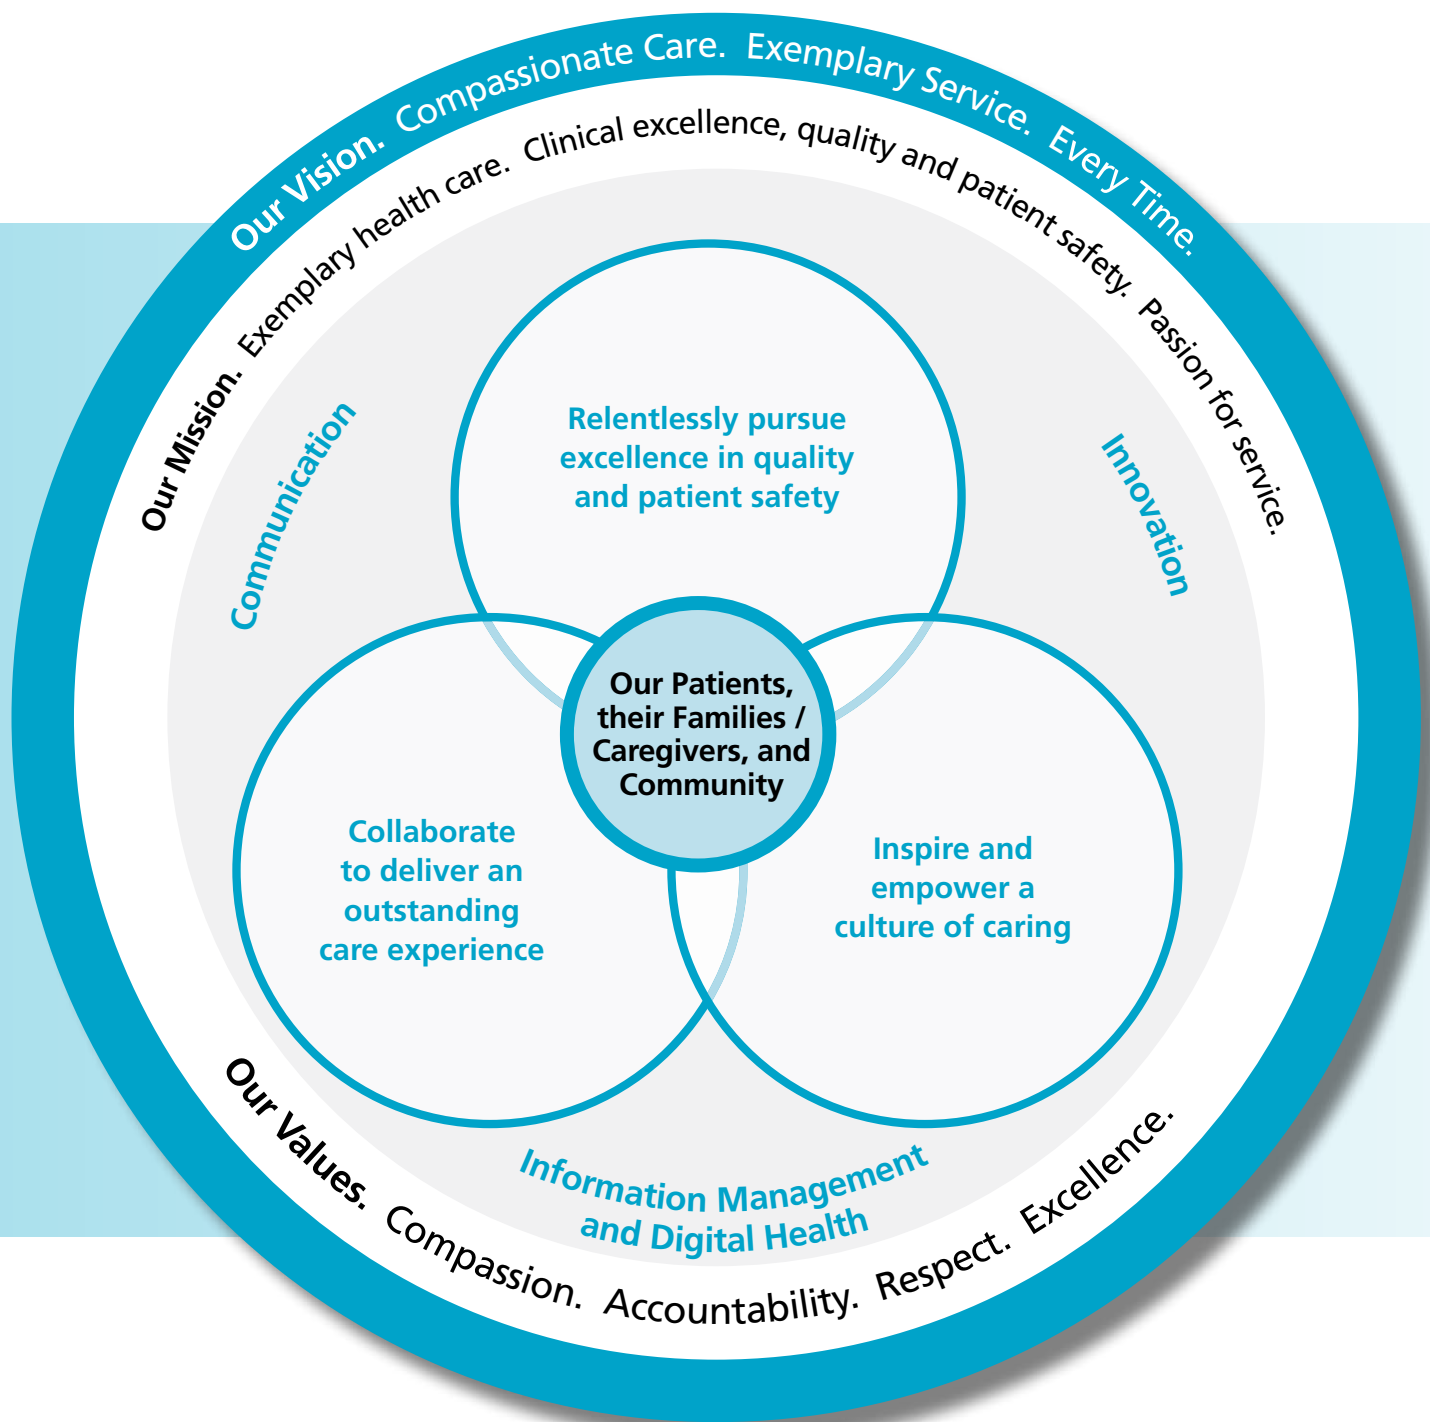 Our Vision. Compassionate Care. Exemplary Service. Every Time.
Our Mission. Exemplary health care. Clinical excellence, quality and patient safety. Passion for service.
Communication
Innovation
Relentlessly pursue
excellence in quality
and patient safety
Our Patients,
their Families /
Caregivers, and
Community
Collaborate
to deliver an
outstanding
care experience
Inspire and
empower a
culture of caring
Information Management
and Digital Health
Our Values. Compassion. Accountability. Respect. Excellence.